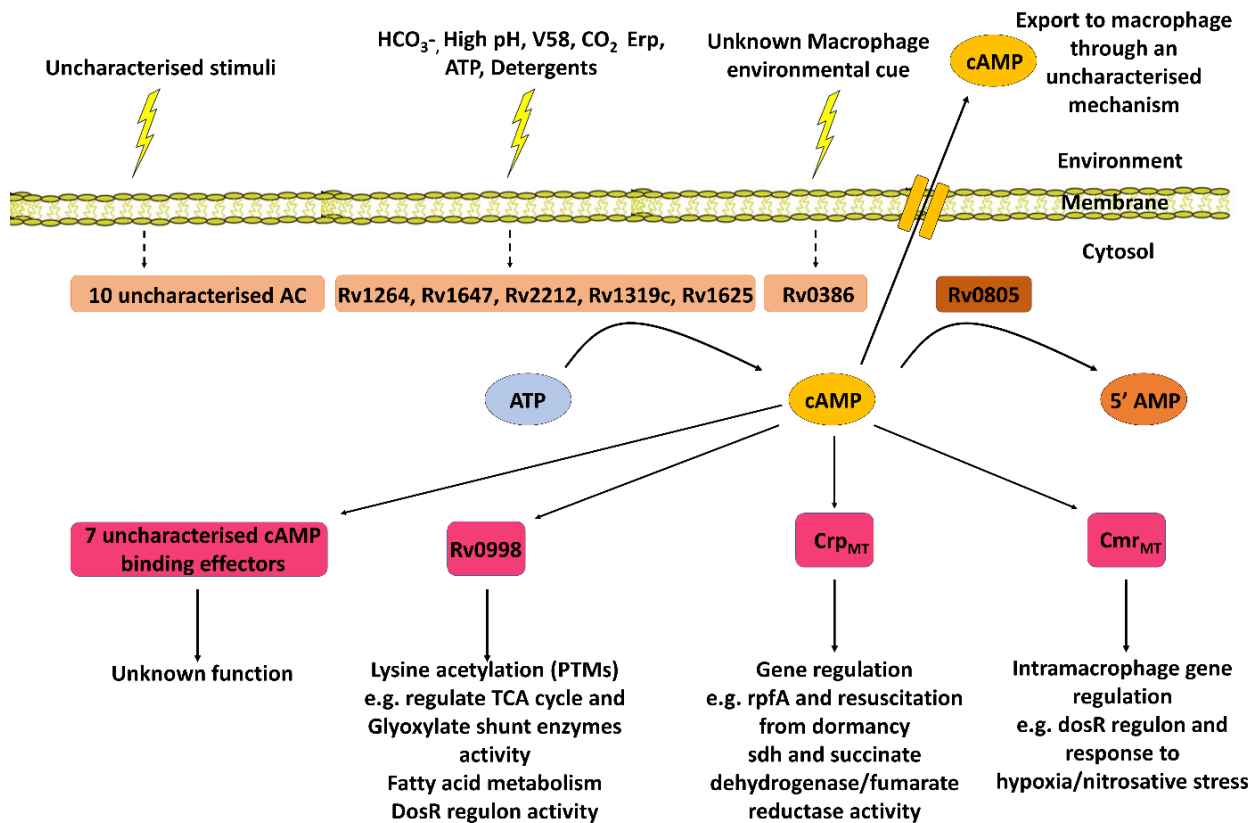 Uncharacterised stimuli
HCO3-, High pH, V58, CO2 Erp,
ATP, Detergents
Unknown Macrophage
environmental cue
cAMP
Export to macrophage
through an
uncharacterised
mechanism
Environment
Membrane
Cytosol
10 uncharacterised AC
Rv1264, Rv1647, Rv2212, Rv1319c, Rv1625
Rv0386
Rv0805
ATP
cAMP
5’ AMP
7 uncharacterised cAMP
binding effectors
Rv0998
CrpMT
CmrMT
Unknown function
Lysine acetylation (PTMs)
e.g. regulate TCA cycle and
Glyoxylate shunt enzymes
activity
Fatty acid metabolism
DosR regulon activity
Gene regulation
e.g. rpfA and resuscitation
from dormancy
sdh and succinate
dehydrogenase/fumarate
reductase activity
Intramacrophage gene
regulation
e.g. dosR regulon and
response to
hypoxia/nitrosative stress